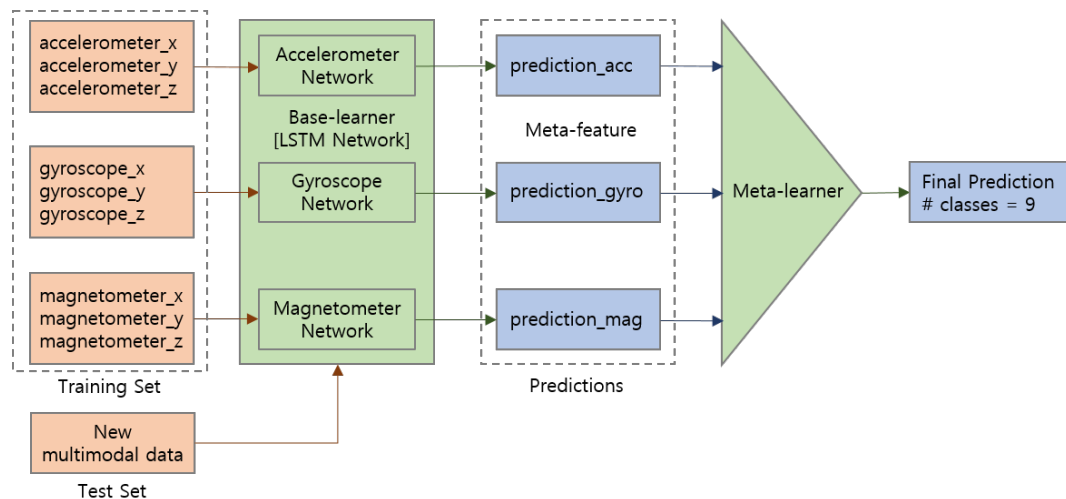 accelerometer_x
accelerometer_y
accelerometer_z
gyroscope_x
gyroscope_y
gyroscope_z
magnetometer_x
magnetometer_y
magnetometer_z
Training Set
New
multimodal data
Test Set
Accelerometer
Network
Base-learner
[LSTM Network]
Gyroscope
Network
Magnetometer
Network
prediction_acc
Meta-feature
prediction_gyro
prediction_mag
Predictions
Meta-learner
Final Prediction
# classes = 9